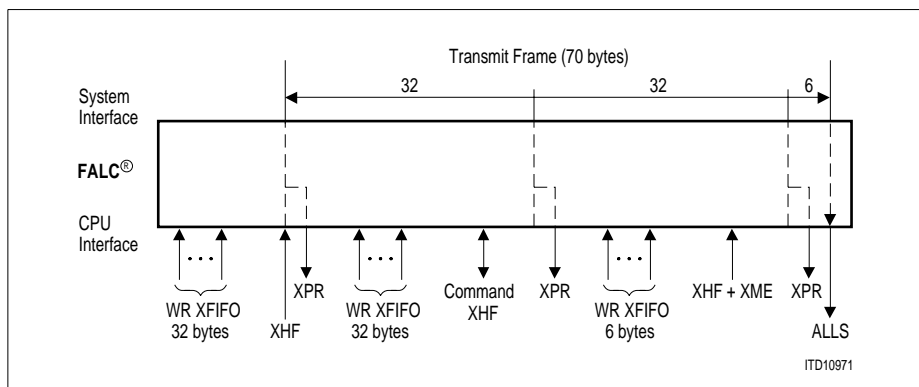 Transmit Frame (70 bytes)
32
32
6
System
Interface
FALC®
CPU
Interface
...
...
...
WR XFIFO
32 bytes
XHF
XPR
WR XFIFO
32 bytes
Command
XHF
XPR
WR XFIFO
6 bytes
XHF + XME
XPR
ALLS
ITD10971